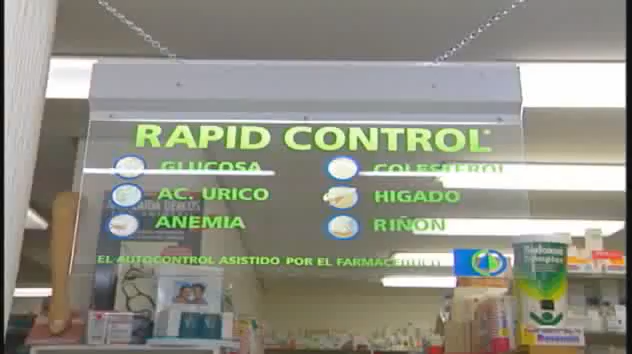 RAPID CONTROL®
GLUCOSA
COLESTEROL
AC. URICO
HIGADO
ANEMIA
RIÑON
EL AUTOCONTROL ASISTIDO POR EL FARMACEUTICO